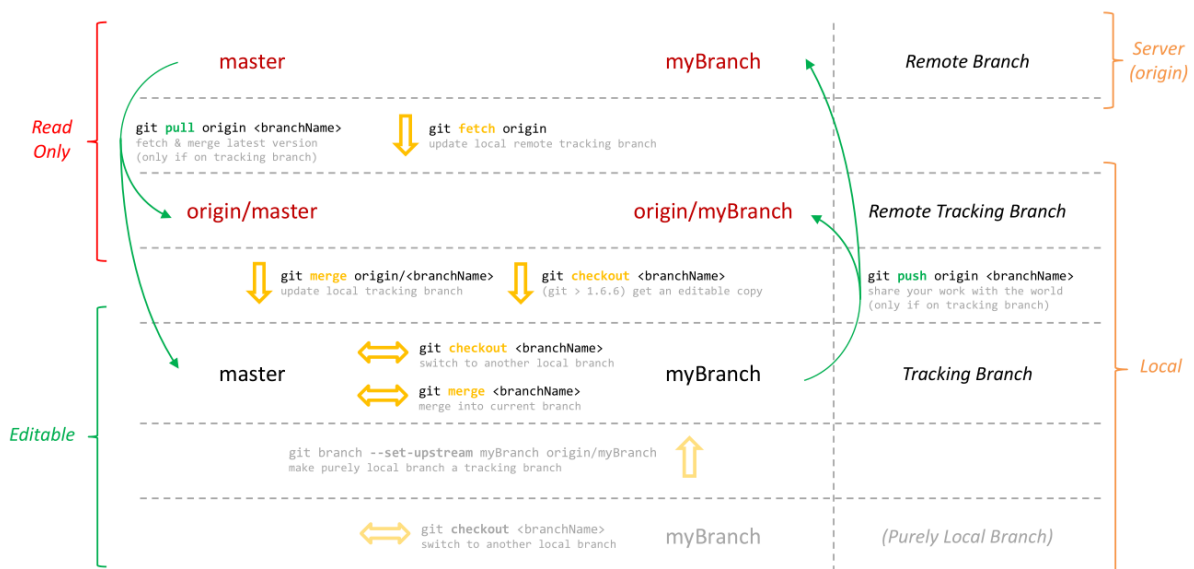 master
myBranch
Remote Branch
Server
(origin)
Read
Only
git pull origin <branchName>
fetch & merge latest version
(only if on tracking branch)
git fetch origin
update local remote tracking branch
origin/master
origin/myBranch
Remote Tracking Branch
git merge origin/<branchName>
update local tracking branch
git checkout <branchName>
(git > 1.6.6) get an editable copy
git push origin <branchName>
share your work with the world
(only if on tracking branch)
git checkout <branchName>
switch to another local branch
master
myBranch
Tracking Branch
Local
git merge <branchName>
merge into current branch
Editable
git branch --set-upstream myBranch origin/myBranch
make purely local branch a tracking branch
git checkout <branchName>
switch to another local branch
myBranch
(Purely Local Branch)